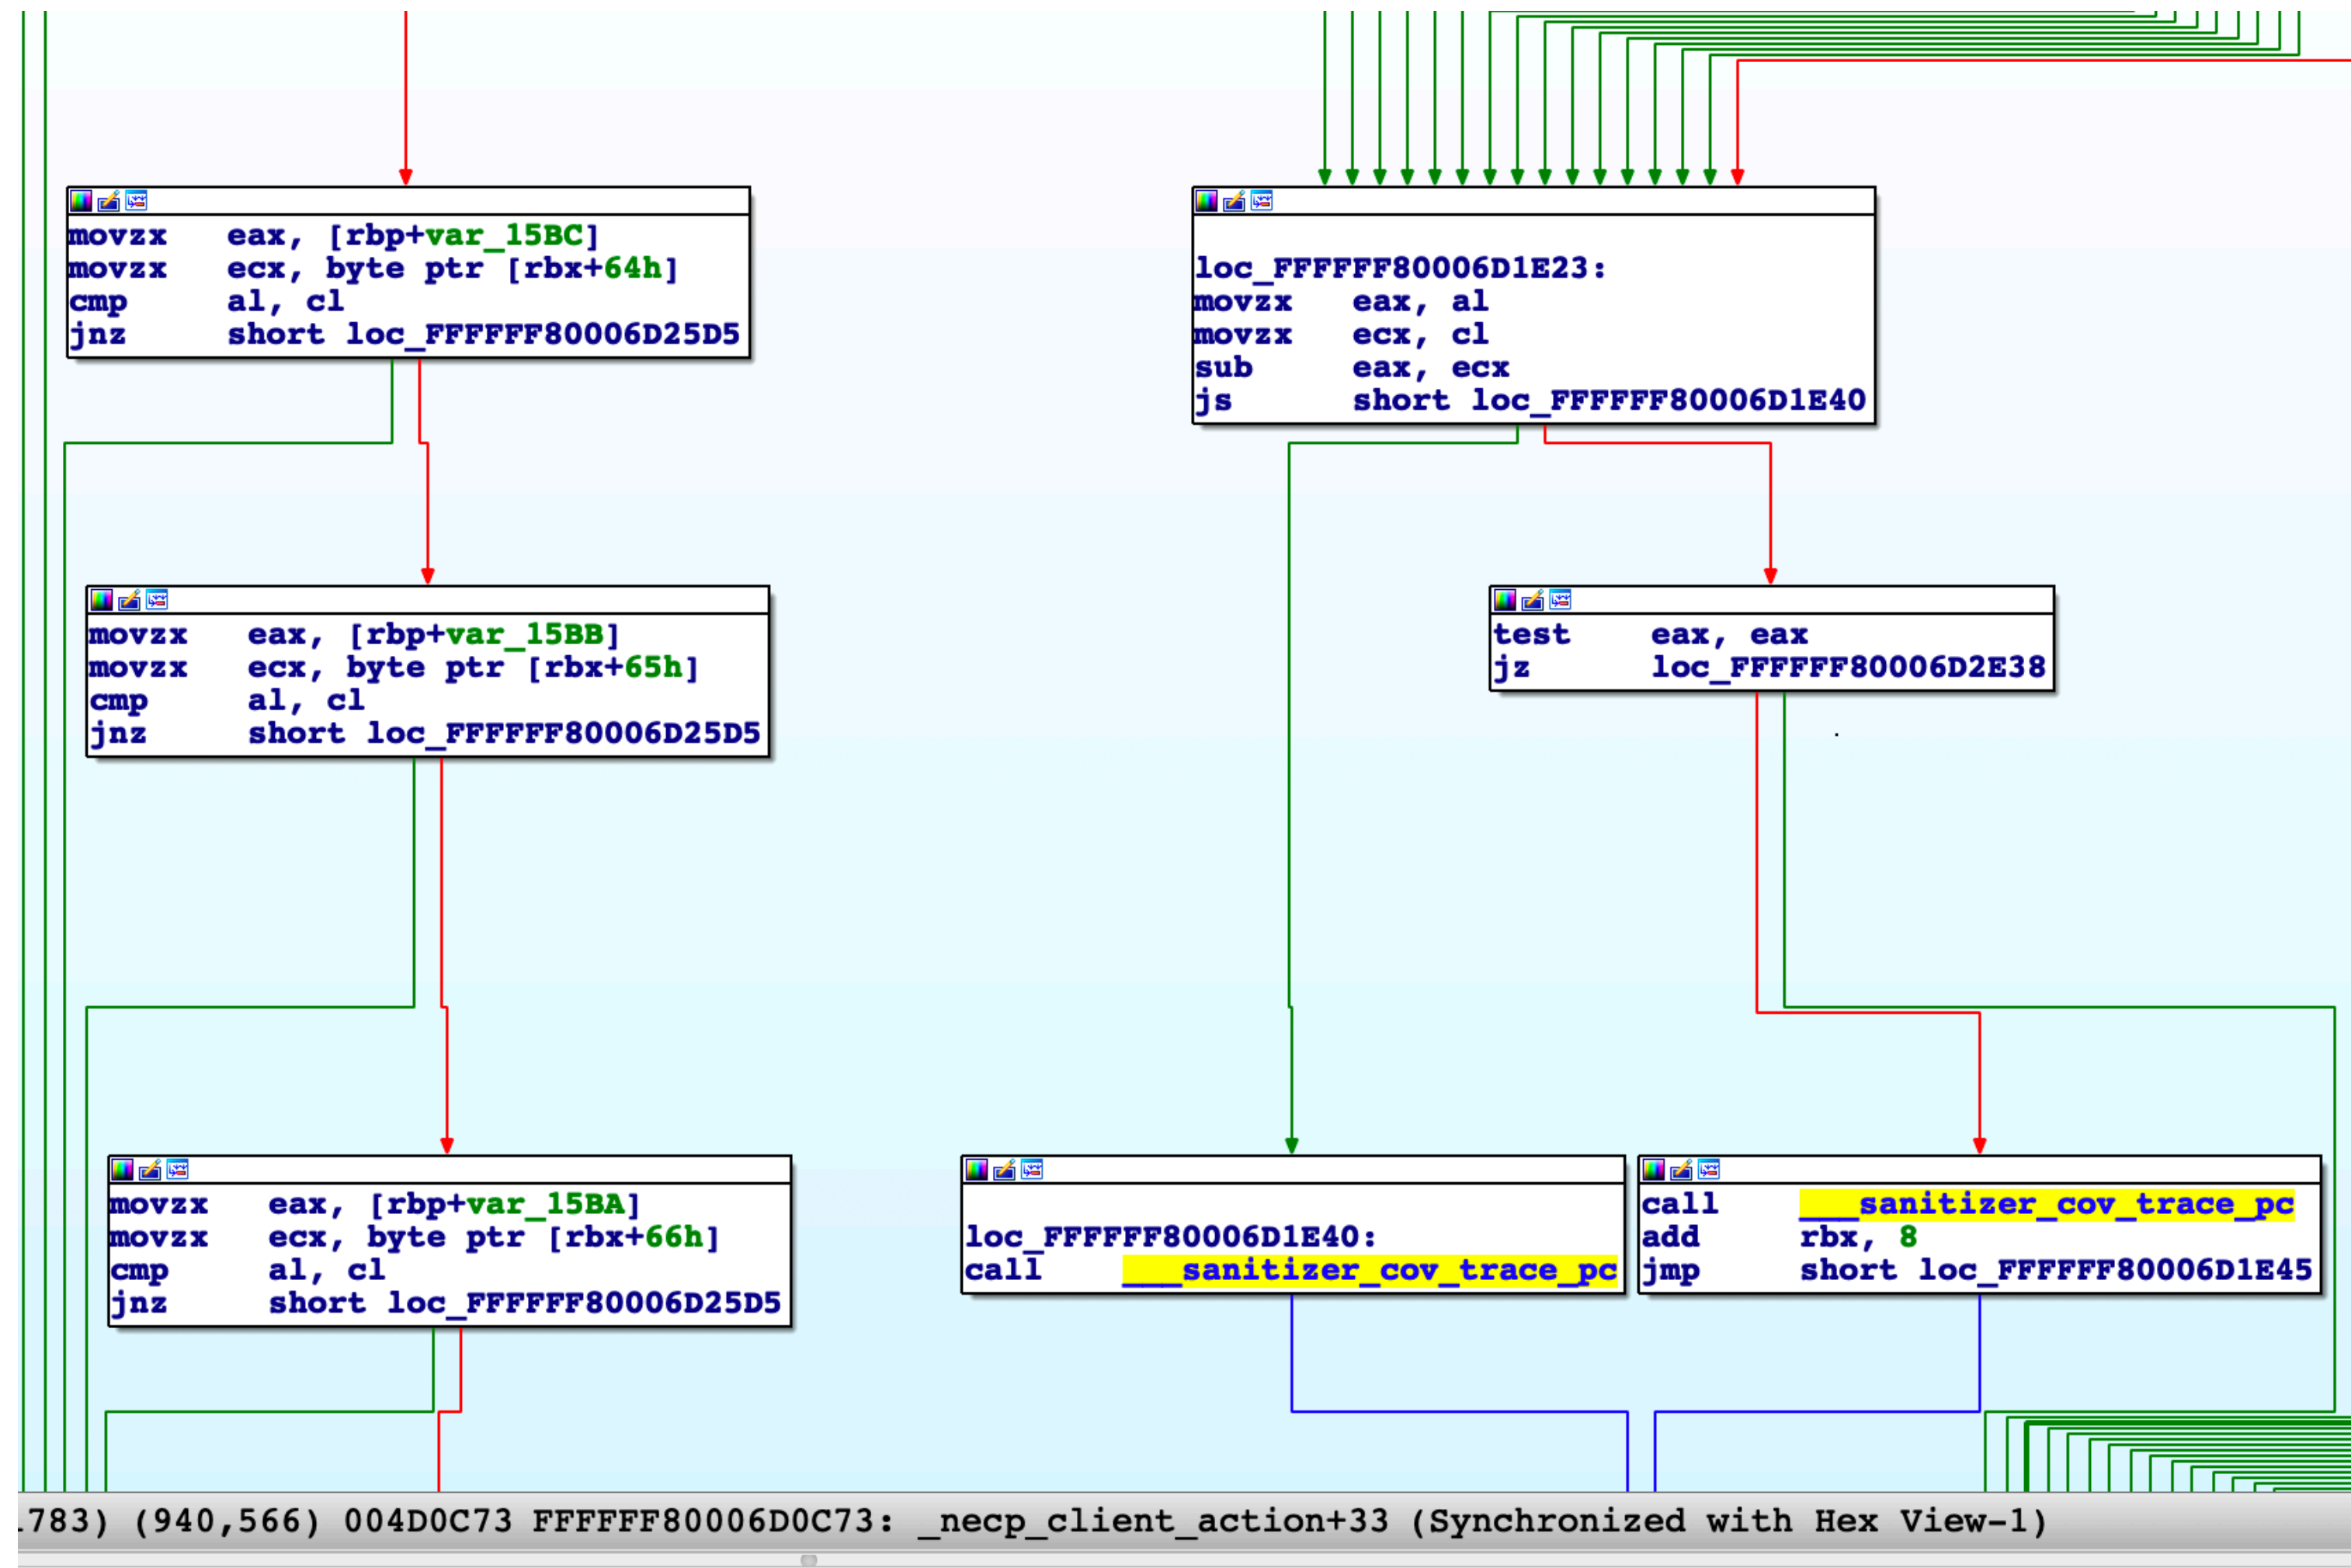 movzx eax, [rbp+var_15BC]
movzx ecx, byte ptr [rbx+64h]
cmp al, cl
jnz short loc_FFFFFF80006D25D5
loc_FFFFFF80006D1E23:
movzx eax, al
movzx ecx, cl
sub eax, ecx
js short loc_FFFFFF80006D1E40
movzx eax, [rbp+var_15BB]
movzx ecx, byte ptr [rbx+65h]
cmp al, cl
jnz short loc_FFFFFF80006D25D5
test eax, eax
jz loc_FFFFFF80006D2E38
movzx eax, [rbp+var_15BA]
movzx ecx, byte ptr [rbx+66h]
cmp al, cl
jnz short loc_FFFFFF80006D25D5
loc_FFFFFF80006D1E40:
call ___sanitizer_cov_trace_pc
call ___sanitizer_cov_trace_pc
add rbx, 8
jmp short loc_FFFFFF80006D1E45
.783) (940,566) 004D0C73 FFFFFF80006D0C73: _necp_client_action+33 (Synchronized with Hex View-1)